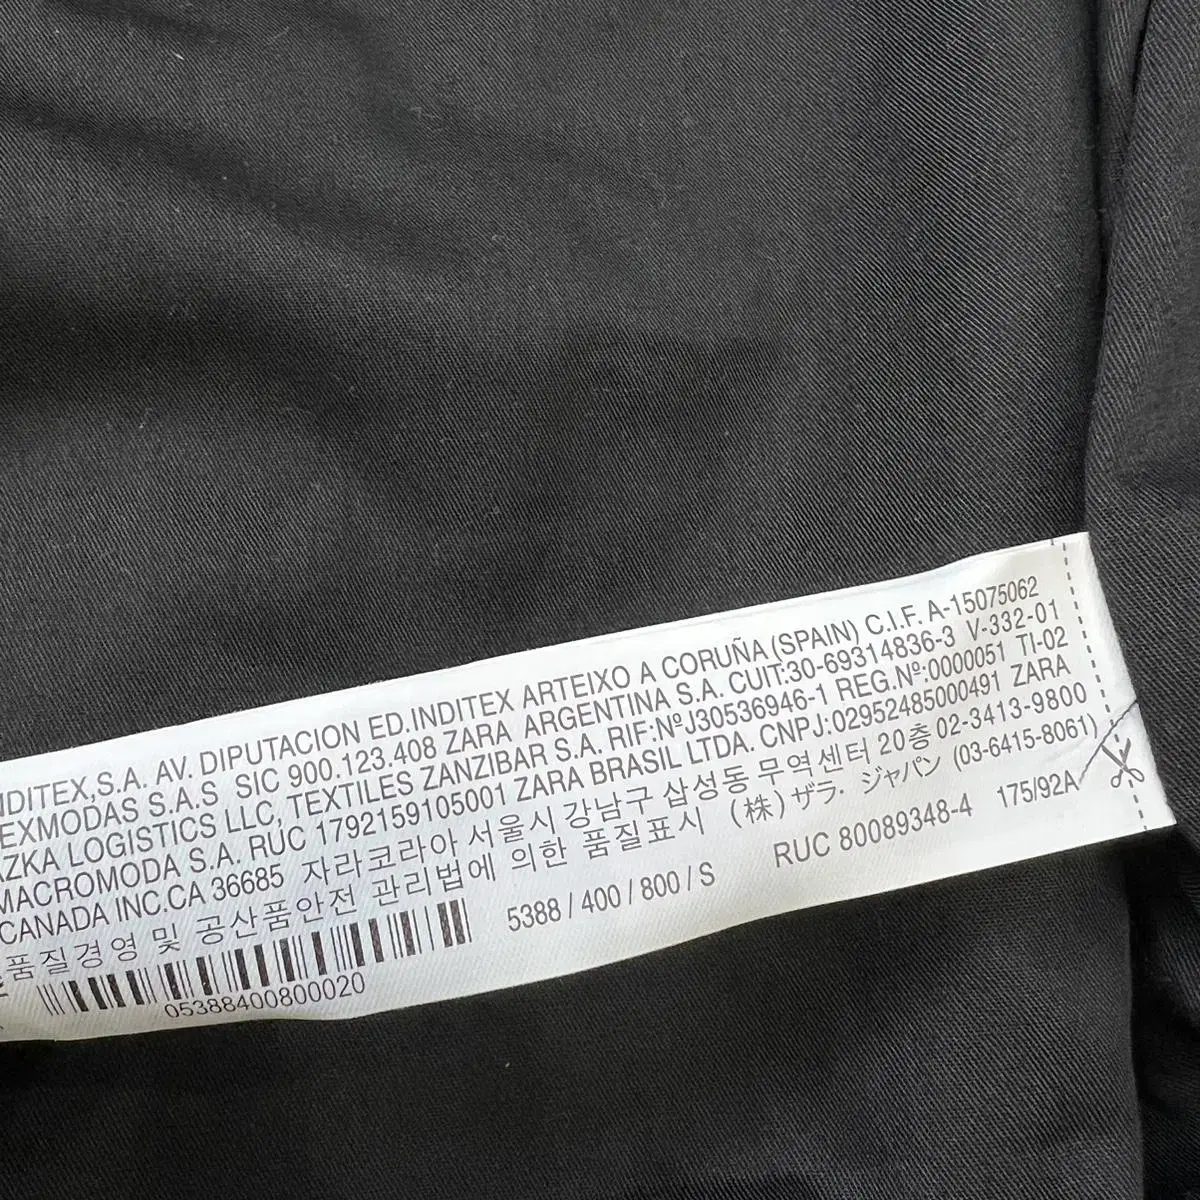 INDITEX,S.A. AV. DIPUTACION ED.INDITEX ARTEIXO A CORUÑA (SPAIN) C.I.F. A-15075062
TEXMODAS S.A.S SIC 900.123.408 ZARA ARGENTINA S.A. CUIT:30-69314836-3 V-332-01
AZKA LOGISTICS LLC, TEXTILES ZANZIBAR S.A. RIF:NºJ30536946-1 REG.Nº:0000051 TI-02
MACROMODA S.A. RUC 1792159105001 ZARA BRASIL LTDA. CNPJ:02952485000491 ZARA
CANADA INC.CA 36685 자라코리아 서울시 강남구 삼성동 무역센터 20층 02-3413-9800
품질경영 및 공산품안전 관리법에 의한 품질표시 (株)ザラ・ジャパン (03-6415-8061)
5388 / 400 / 800 / S RUC 80089348-4 175/92A
05388400800020